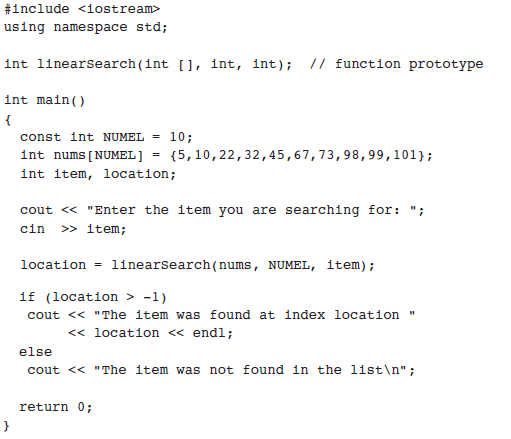 #include <iostream>
using namespace std;
int linearSearch(int [], int, int);  // function prototype
int main()
{
  const int NUMEL = 10;
  int nums[NUMEL] = {5,10,22,32,45,67,73,98,99,101};
  int item, location;
  cout << "Enter the item you are searching for: ";
  cin  >> item;
  location = linearSearch(nums, NUMEL, item);
  if (location > -1)
   cout << "The item was found at index location "
        << location << endl;
  else
   cout << "The item was not found in the list\n";
  return 0;
}